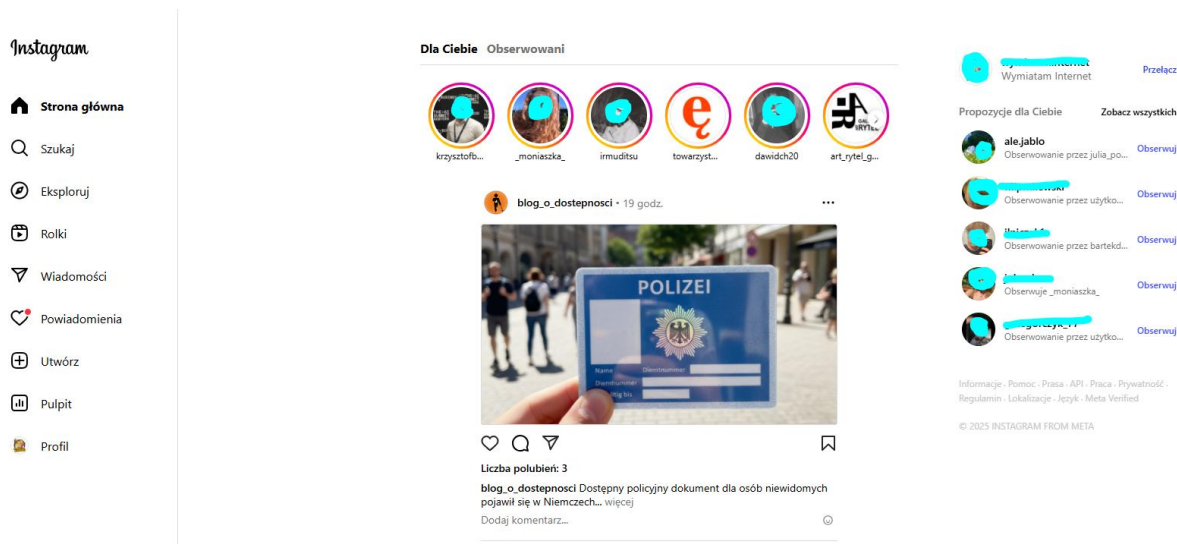 Instagram
Strona główna
Szukaj
Eksploruj
Rolki
Wiadomości
Powiadomienia
Utwórz
Pulpit
Profil
Dla Ciebie Obserwowani
krzysztofb... _moniaszka_ irmuditsu towarzyst... dawidch20 art_rytel_g...
blog_o_dostepnosci • 19 godz.
POLIZEI
Name
Liczba polubień: 3
blog_o_dostepnosci Dostępny policyjny dokument dla osób niewidomych
pojawił się w Niemczech... więcej
Dodaj komentarz...
Wymiatam Internet Przełącz
Propozycje dla Ciebie Zobacz wszystkich
ale.jablo
Obserwowanie przez julia_po... Obserwuj
Obserwowanie przez użytko... Obserwuj
Obserwowanie przez bartekd... Obserwuj
Obserwuje _moniaszka_ Obserwuj
Obserwowanie przez użytko... Obserwuj
Informacje · Pomoc · Prasa · API · Praca · Prywatność ·
Regulamin · Lokalizacje · Język · Meta Verified
© 2025 INSTAGRAM FROM META